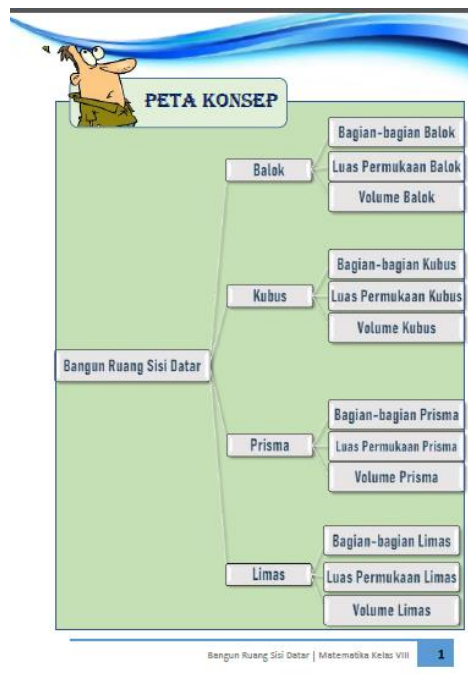 PETA KONSEP
Bagian-bagian Balok
Balok
Luas Permukaan Balok
Volume Balok
Bagian-bagian Kubus
Kubus
Luas Permukaan Kubus
Volume Kubus
Bangun Ruang Sisi Datar
Bagian-bagian Prisma
Prisma
Luas Permukaan Prisma
Volume Prisma
Bagian-bagian Limas
Limas
Luas Permukaan Limas
Volume Limas
Bangun Ruang Sisi Datar | Matematika Kelas VIII 1